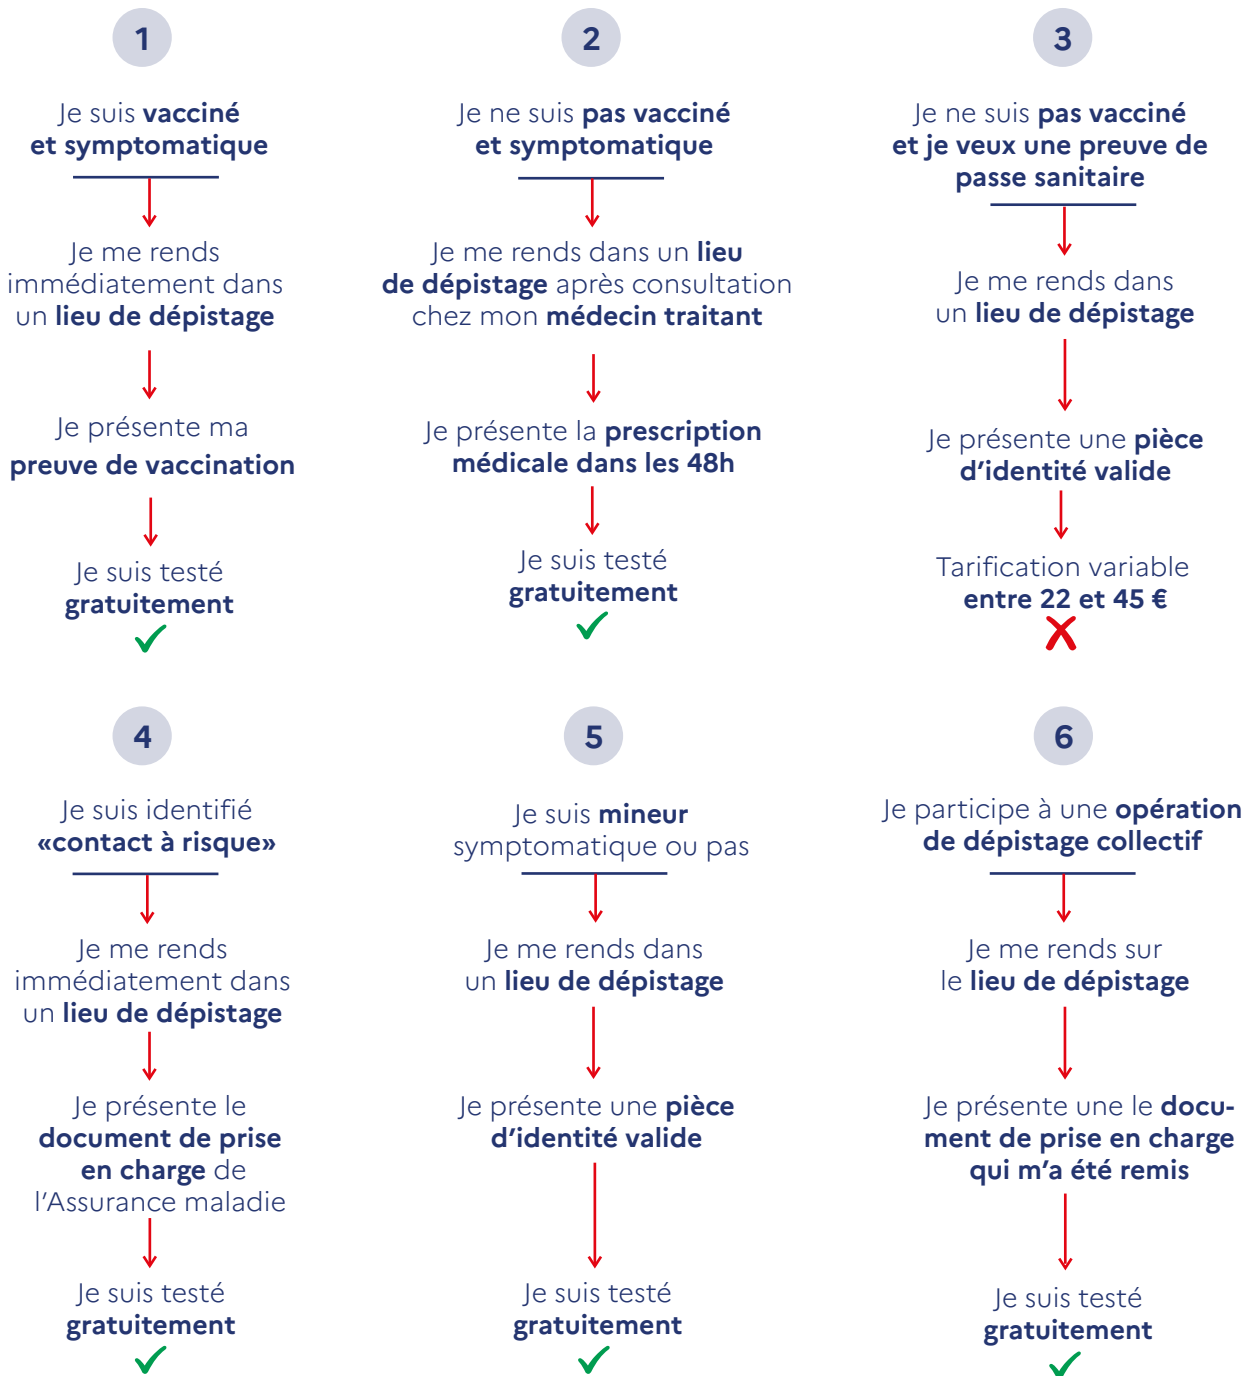 1
Je suis vacciné
et symptomatique
Je me rends
immédiatement dans
un lieu de dépistage
Je présente ma
preuve de vaccination
Je suis testé
gratuitement
2
Je ne suis pas vacciné
et symptomatique
Je me rends dans un lieu
de dépistage après consultation
chez mon médecin traitant
Je présente la prescription
médicale dans les 48h
Je suis testé
gratuitement
3
Je ne suis pas vacciné
et je veux une preuve de
passe sanitaire
Je me rends dans
un lieu de dépistage
Je présente une pièce
d'identité valide
Tarification variable
entre 22 et 45 €
4
Je suis identifié
«contact à risque»
Je me rends
immédiatement dans
un lieu de dépistage
Je présente le
document de prise
en charge de
l'Assurance maladie
Je suis testé
gratuitement
5
Je suis mineur
symptomatique ou pas
Je me rends dans
un lieu de dépistage
Je présente une pièce
d'identité valide
Je suis testé
gratuitement
6
Je participe à une opération
de dépistage collectif
Je me rends sur
le lieu de dépistage
Je présente une le docu-
ment de prise en charge
qui m'a été remis
Je suis testé
gratuitement